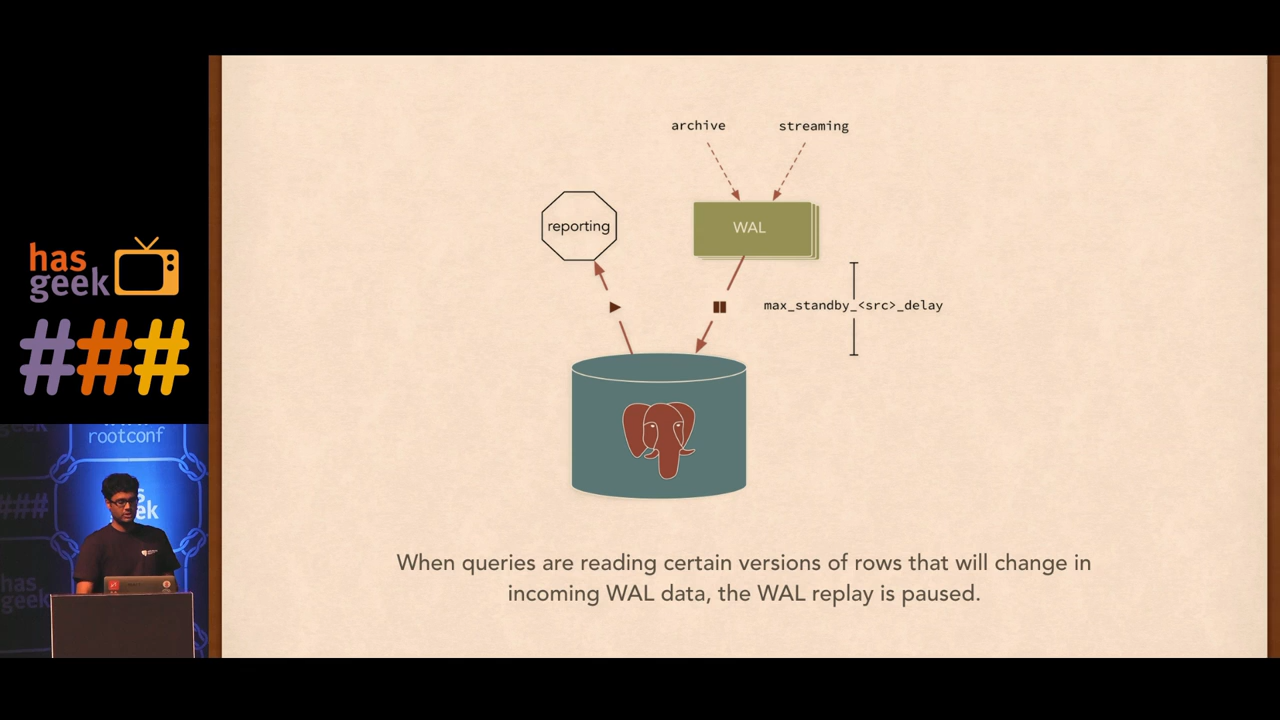 archive
streaming
reporting
WAL
max_standby_<src>_delay
When queries are reading certain versions of rows that will change in
incoming WAL data, the WAL replay is paused.
has
geek
###
rootconf
###
has
geek